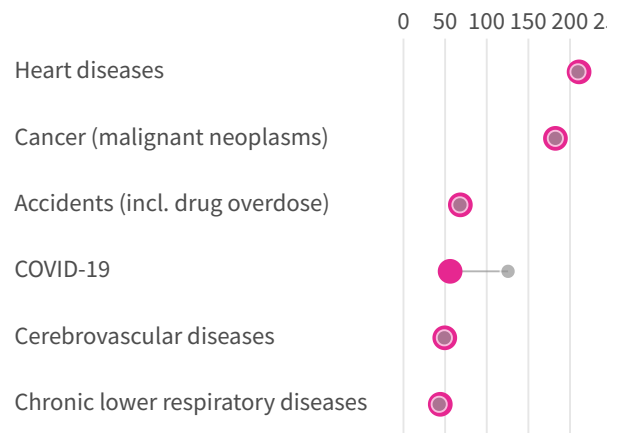 0 50 100 150 200 2
Heart diseases
Cancer (malignant neoplasms)
Accidents (incl. drug overdose)
COVID-19
Cerebrovascular diseases
Chronic lower respiratory diseases